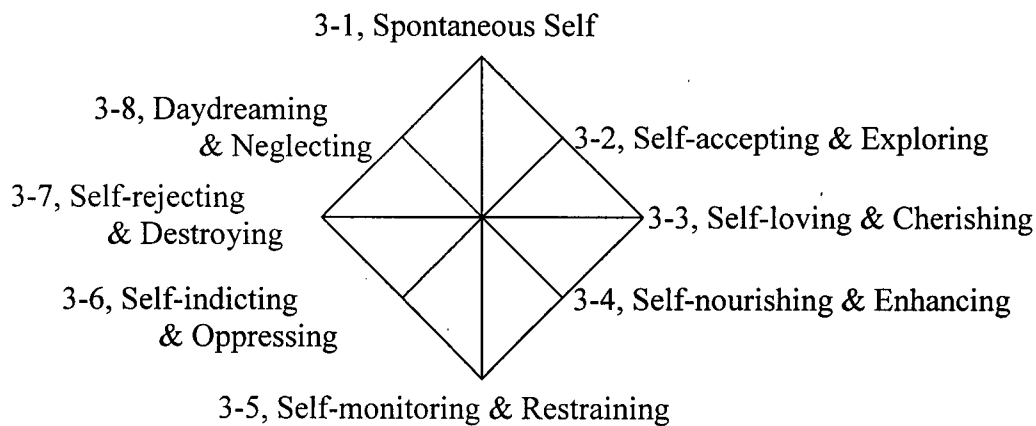 3-1, Spontaneous Self
3-8, Daydreaming
& Neglecting
3-2, Self-accepting & Exploring
3-7, Self-rejecting
& Destroying
3-3, Self-loving & Cherishing
3-6, Self-indicting
& Oppressing
3-4, Self-nourishing & Enhancing
3-5, Self-monitoring & Restraining